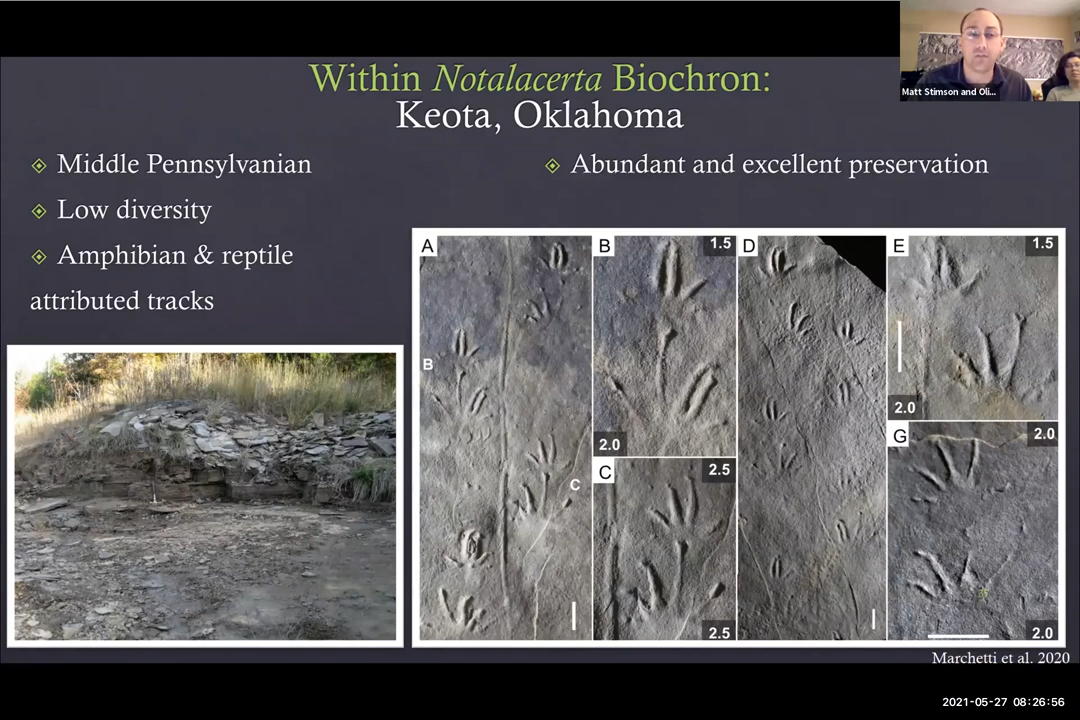 Within Notalacerta Biochron:
Keota, Oklahoma
Matt Stimson and Oli...
Middle Pennsylvanian
Low diversity
Amphibian & reptile
attributed tracks
Abundant and excellent preservation
A
B
C
B
1.5
2.0
C
2.5
2.5
D
E
1.5
2.0
G
2.0
2.0
Marchetti et al. 2020
2021-05-27 08:26:56